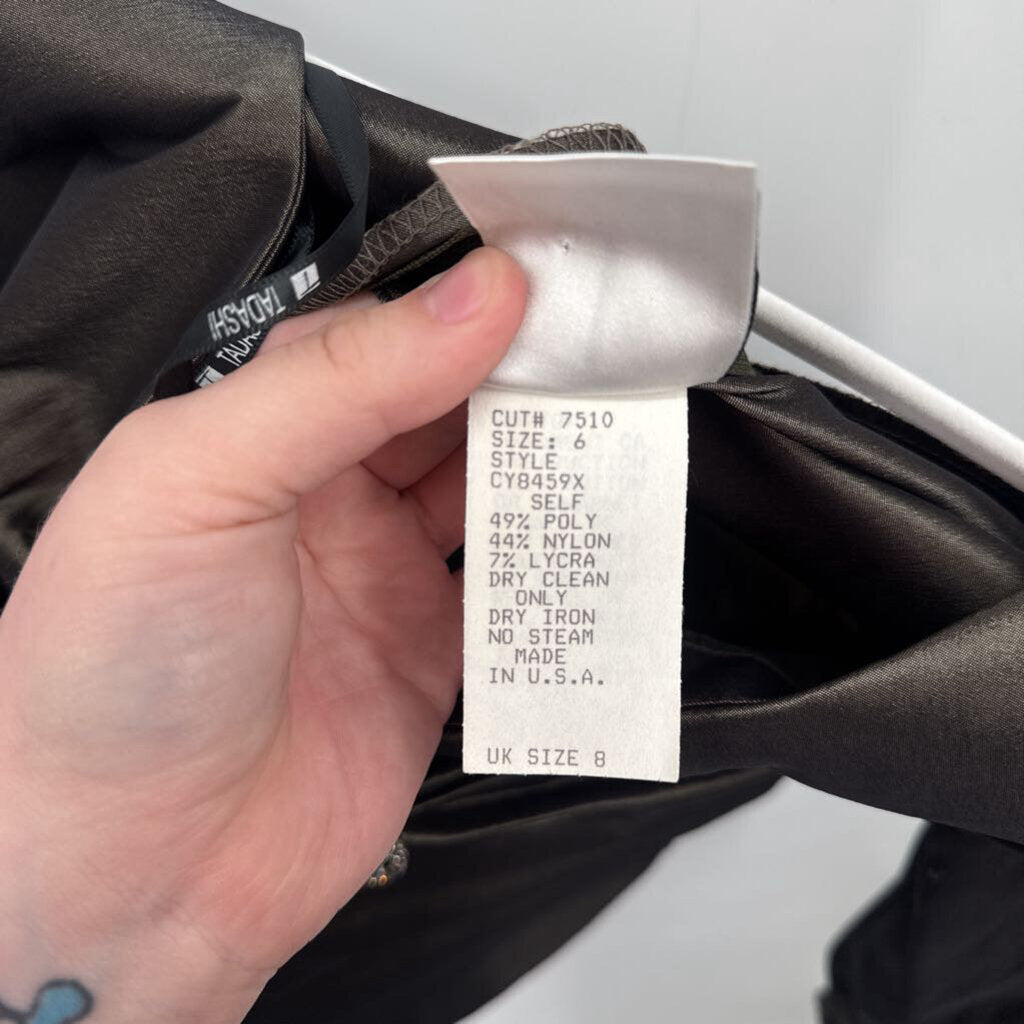 TADASHI
CUT# 7510
SIZE: 6
STYLE
CY8459X
SELF
49% POLY
44% NYLON
7% LYCRA
DRY CLEAN
ONLY
DRY IRON
NO STEAM
MADE
IN U.S.A.
UK SIZE 8